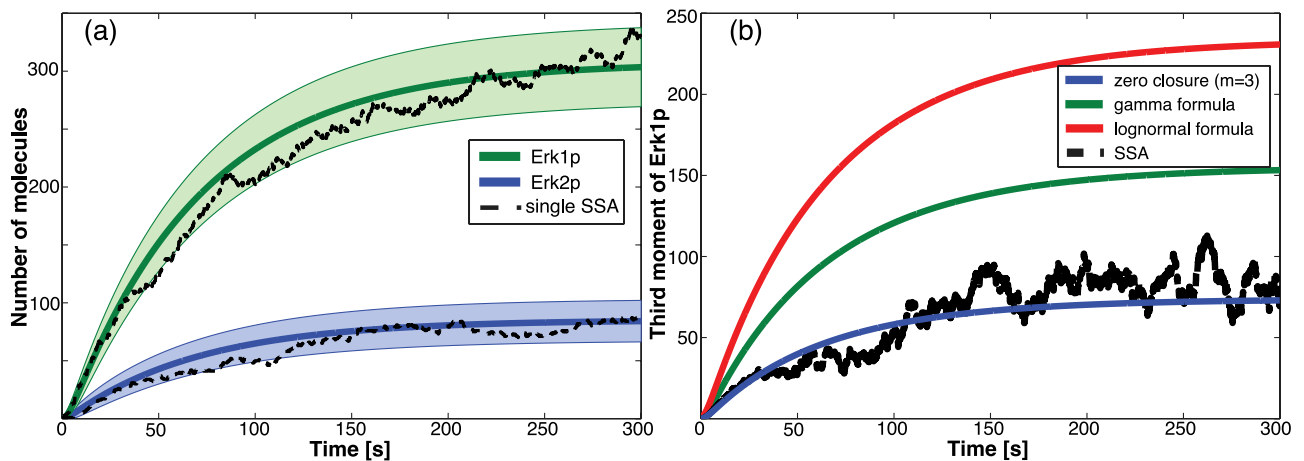 (a)
Number of molecules
300
200
100
Erk1p
Erk2p
single SSA
0 50 100 150 200 250 300
Time [s]
(b)
Third moment of Erk1p
250
200
150
100
50
zero closure (m=3)
gamma formula
lognormal formula
SSA
0 50 100 150 200 250 300
Time [s]